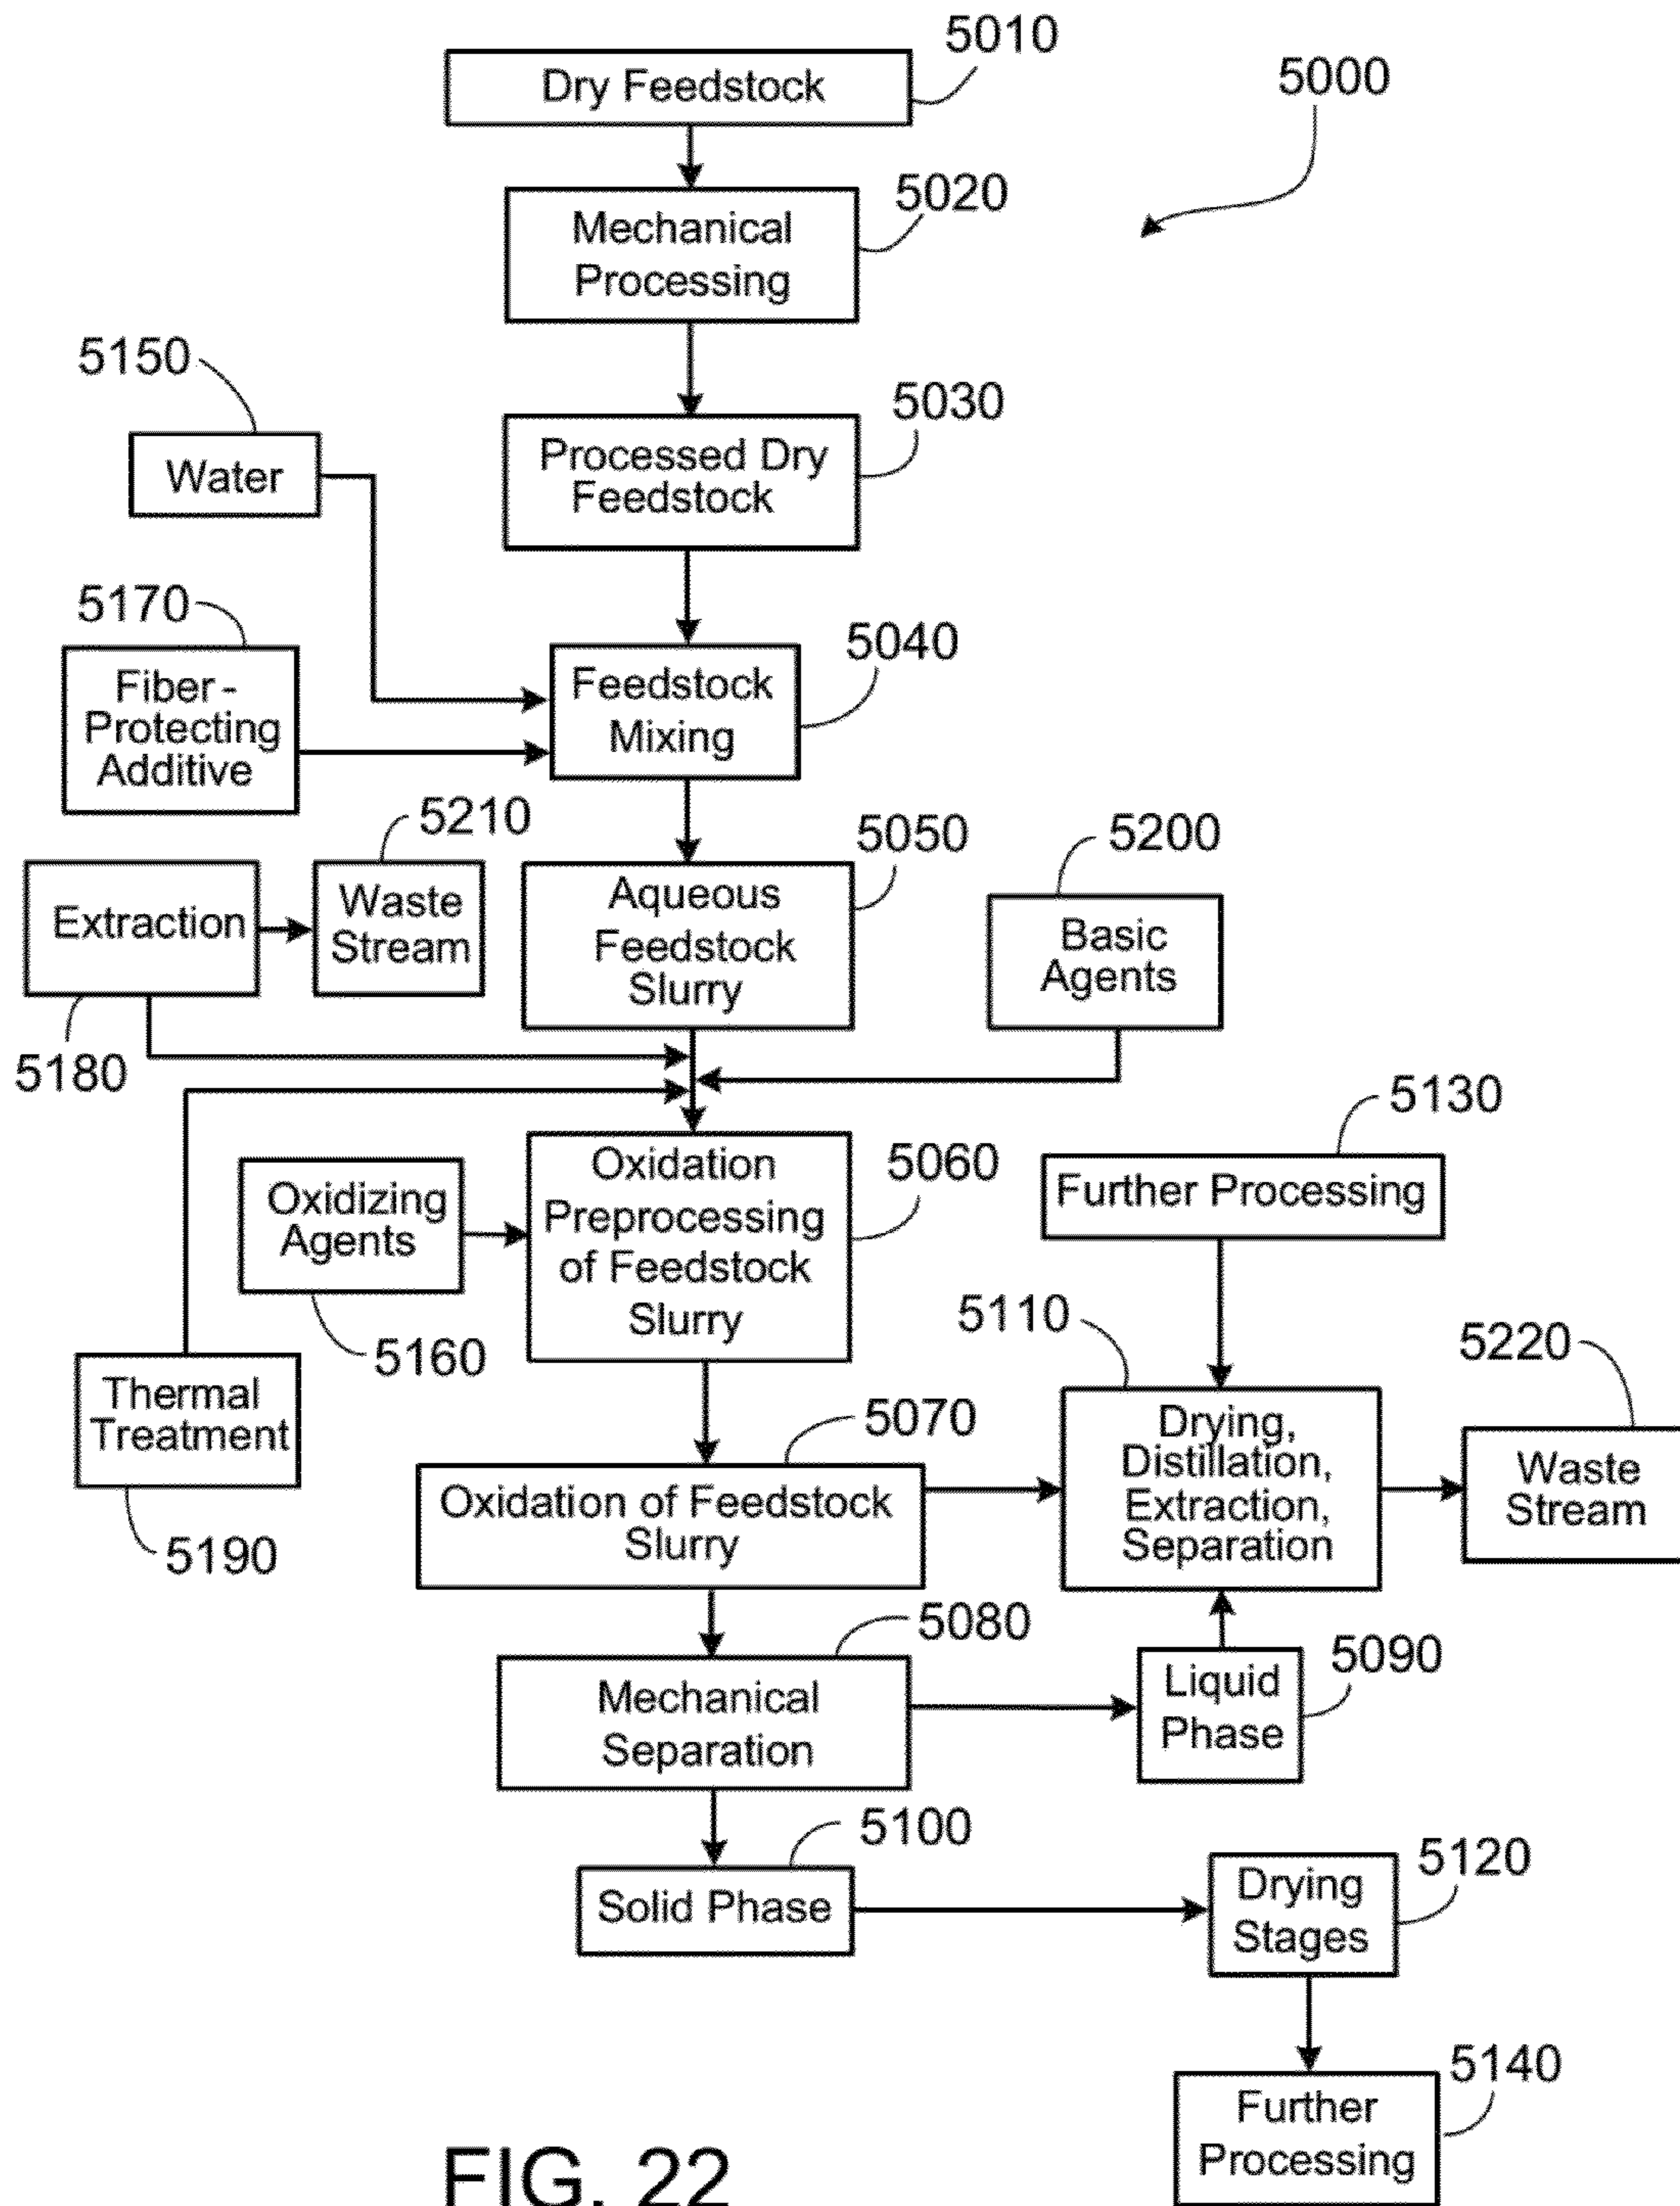 5010
Dry Feedstock
5000
5020
Mechanical
Processing
5150
5030
Water
Processed Dry
Feedstock
5170
5040
Fiber-
Protecting
Additive
Feedstock
Mixing
5210
5050
5200
Extraction
Waste
Stream
Aqueous
Feedstock
Slurry
Basic
Agents
5180
5130
Oxidizing
Agents
Oxidation
Preprocessing
of Feedstock
Slurry
5060
Further Processing
5160
5110
5220
Thermal
Treatment
5070
Drying,
Distillation,
Extraction,
Separation
Waste
Stream
5190
Oxidation of Feedstock
Slurry
5080
5090
Mechanical
Separation
Liquid
Phase
5100
5120
Solid Phase
Drying
Stages
5140
Further
Processing
FIG. 22